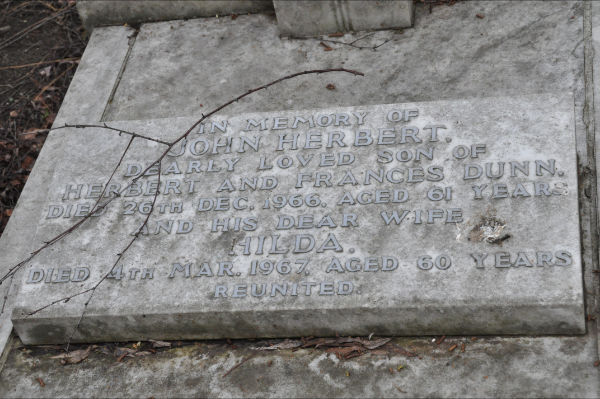 IN MEMORY OF
JOHN HERBERT.
DEARLY LOVED SON OF
HERBERT AND FRANCES DUNN.
DIED 26TH DEC. 1966. AGED 61 YEARS
AND HIS DEAR WIFE
HILDA.
DIED 4TH MAR. 1967. AGED 60 YEARS
REUNITED